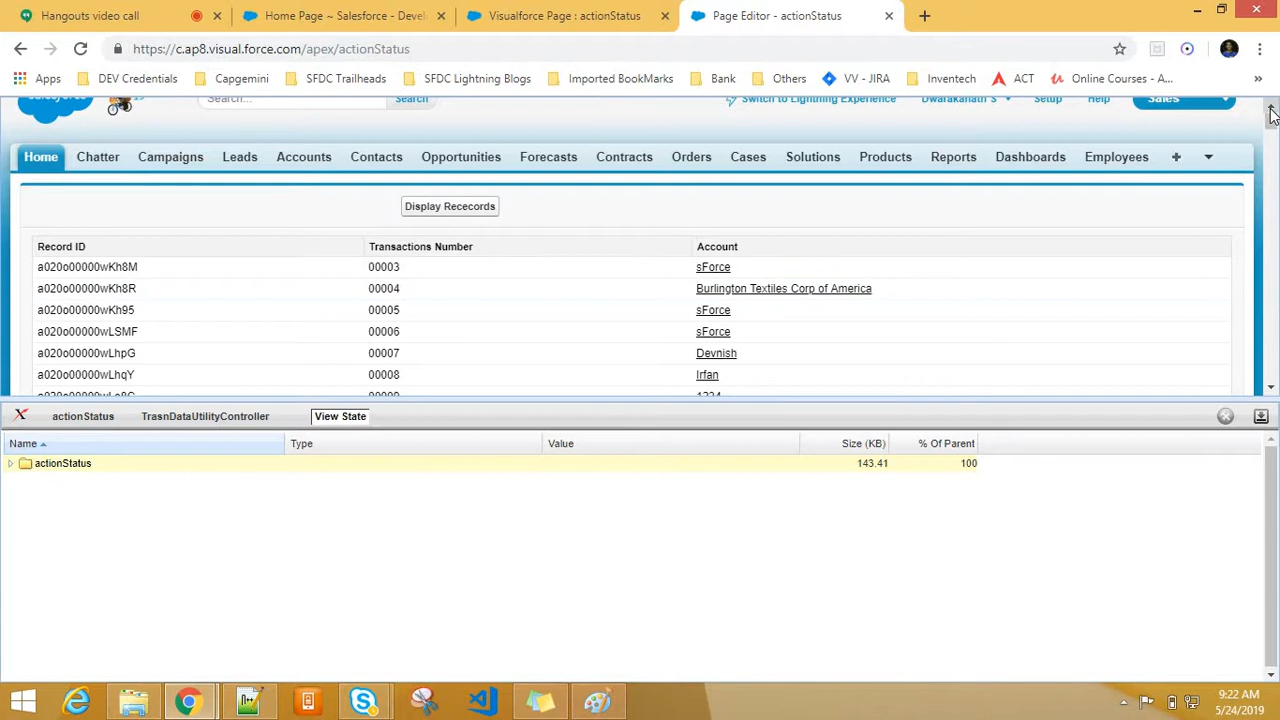 Hangouts video call
Home Page ~ Salesforce - Devel
Visualforce Page : actionStatus
Page Editor - actionStatus
https://c.ap8.visual.force.com/apex/actionStatus
Apps DEV Credentials Capgemini SFDC Trailheads SFDC Lightning Blogs Imported BookMarks Bink Others VV - JIRA Inventech ACT Online Courses - A... »
salesforce Search... Search Switch to Lightning Experience Dwarakanath S Setup Help Sales
Home Chatter Campaigns Leads Accounts Contacts Opportunities Forecasts Contracts Orders Cases Solutions Products Reports Dashboards Employees +
Display Rececords
Record ID Transactions Number Account
a020o00000wKh8M 00003 sForce
a020o00000wKh8R 00004 Burlington Textiles Corp of America
a020o00000wKh95 00005 sForce
a020o00000wLSMF 00006 sForce
a020o00000wLhpG 00007 Devnish
a020o00000wLhqY 00008 Irfan
actionStatus TrasnDataUtilityController View State
Name Type Value Size (KB) % Of Parent
actionStatus 143.41 100
9:22 AM
5/24/2019